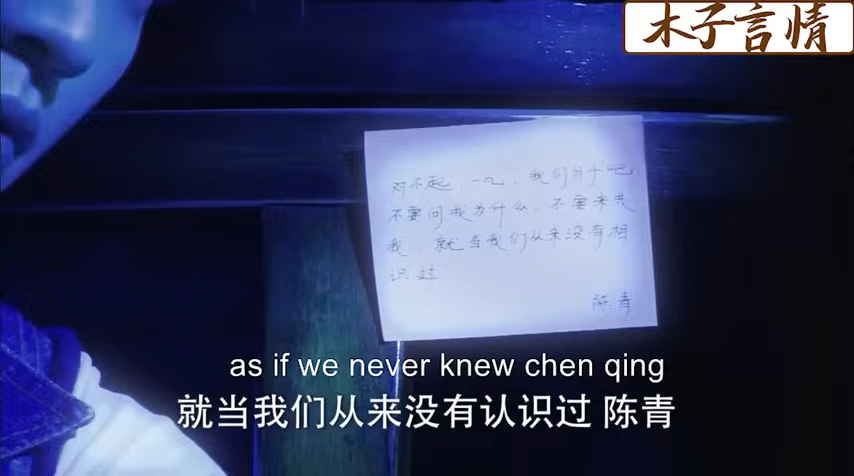 木子言情
对不起，一凡，我们分手吧
不要问我为什么，不要来找
我，就当我们从来没有相
识过
陈青
as if we never knew chen qing
就当我们从来没有认识过 陈青